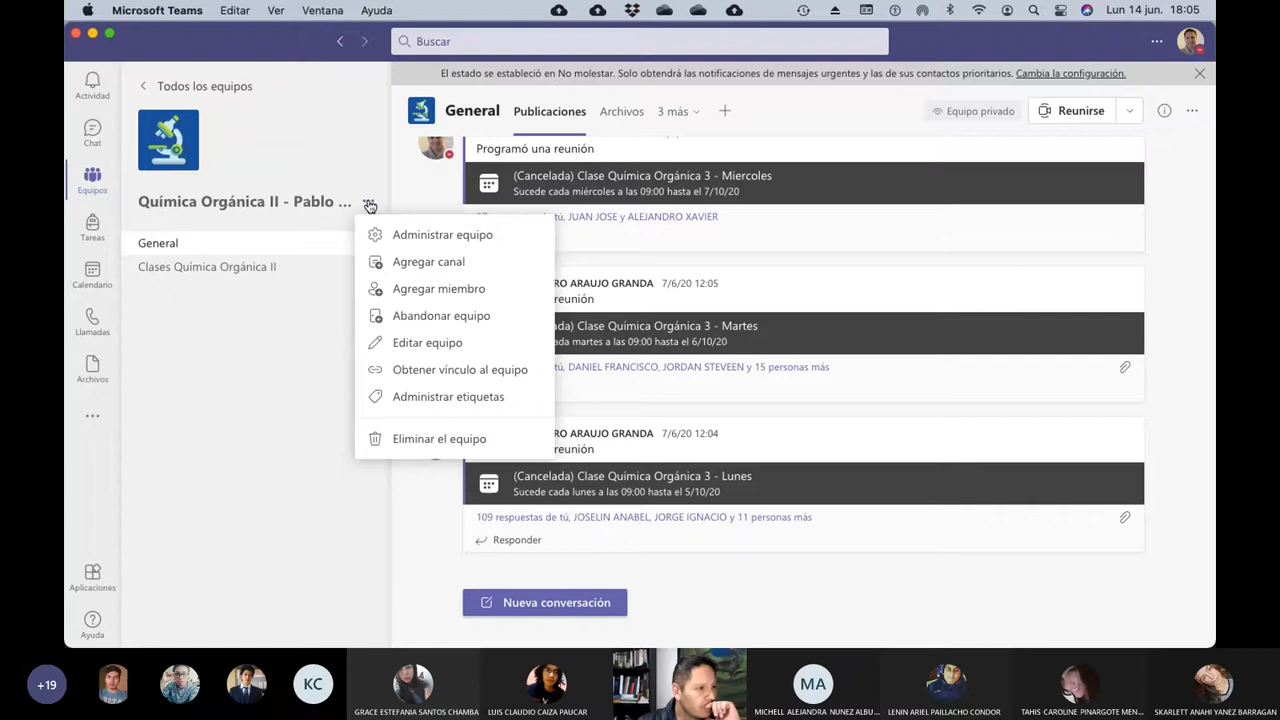 Microsoft Teams Editar Ver Ventana Ayuda Lun 14 jun. 18:05
Buscar
El estado se estableció en No molestar. Solo obtendrá las notificaciones de mensajes urgentes y las de sus contactos prioritarios. Cambia la configuración.
Actividad
Chat
Equipos
Tareas
Calendario
Llamadas
Archivos
Aplicaciones
Ayuda
Todos los equipos
Química Orgánica II - Pablo ...
General
Clases Química Orgánica II
Administrar equipo
Agregar canal
Agregar miembro
Abandonar equipo
Editar equipo
Obtener vínculo al equipo
Administrar etiquetas
Eliminar el equipo
General Publicaciones Archivos 3 más Equipo privado Reunirse
Programó una reunión
(Cancelada) Clase Química Orgánica 3 - Miercoles
Sucede cada miércoles a las 09:00 hasta el 7/10/20
tú, JUAN JOSE y ALEJANDRO XAVIER
RO ARAUJO GRANDA 7/6/20 12:05
reunión
ada) Clase Química Orgánica 3 - Martes
ada martes a las 09:00 hasta el 6/10/20
tú, DANIEL FRANCISCO, JORDAN STEVEEN y 15 personas más
RO ARAUJO GRANDA 7/6/20 12:04
reunión
(Cancelada) Clase Química Orgánica 3 - Lunes
Sucede cada lunes a las 09:00 hasta el 5/10/20
109 respuestas de tú, JOSELIN ANABEL, JORGE IGNACIO y 11 personas más
Responder
Nueva conversación
+19
KC
MA
GRACE ESTEFANIA SANTOS CHAMBA
LUIS CLAUDIO CAIZA PAUCAR
MICHELL ALEJANDRA NUNEZ ALBU...
LENIN ARIEL PAILLACHO CONDOR
TAHIS CAROLINE PINARGOTE MEN...
SKARLETT ANAHI YANEZ BARRAGAN